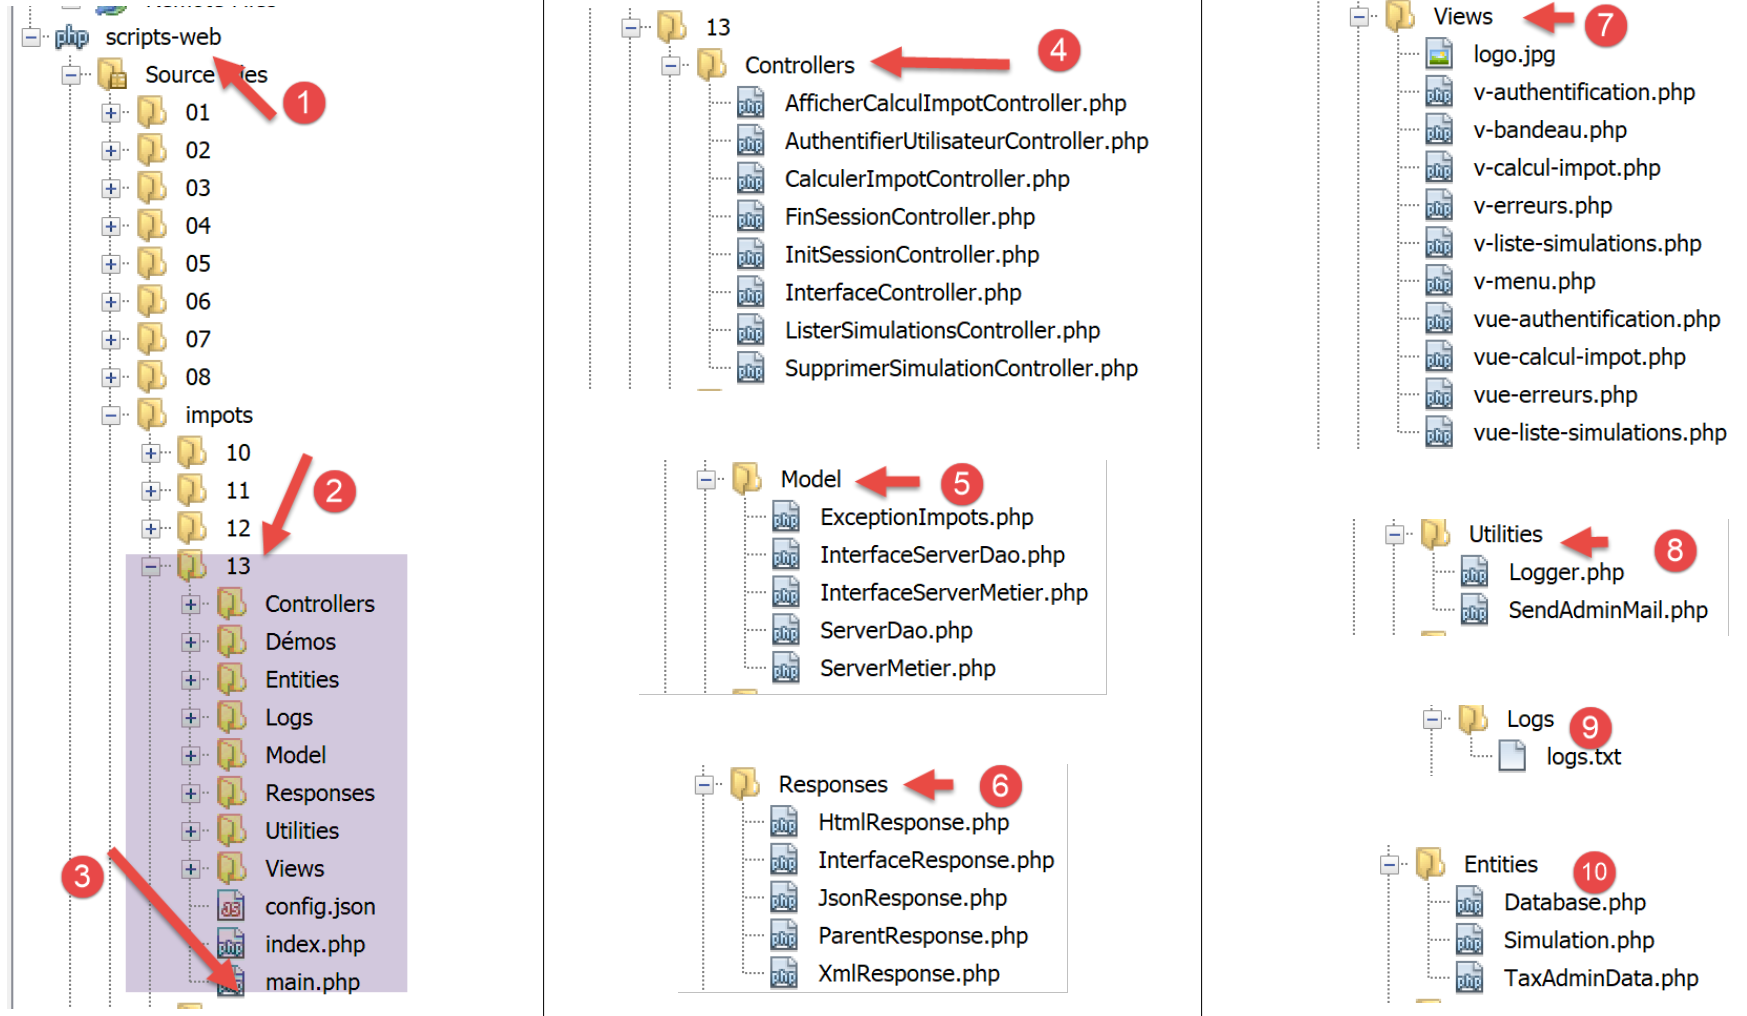 scripts-web
Source Files
1
01
02
03
04
05
06
07
08
impots
10
11
2
12
13
Controllers
Démos
Entities
Logs
Model
Responses
Utilities
3
Views
config.json
index.php
main.php
13
Controllers
4
AfficherCalculImpotController.php
AuthentifierUtilisateurController.php
CalculerImpotController.php
FinSessionController.php
InitSessionController.php
InterfaceController.php
ListerSimulationsController.php
SupprimerSimulationController.php
Model
5
ExceptionImpots.php
InterfaceServerDao.php
InterfaceServerMetier.php
ServerDao.php
ServerMetier.php
Responses
6
HtmlResponse.php
InterfaceResponse.php
JsonResponse.php
ParentResponse.php
XmlResponse.php
Views
7
logo.jpg
v-authentification.php
v-bandeau.php
v-calcul-impot.php
v-erreurs.php
v-liste-simulations.php
v-menu.php
vue-authentification.php
vue-calcul-impot.php
vue-erreurs.php
vue-liste-simulations.php
Utilities
8
Logger.php
SendAdminMail.php
Logs
9
logs.txt
Entities
10
Database.php
Simulation.php
TaxAdminData.php